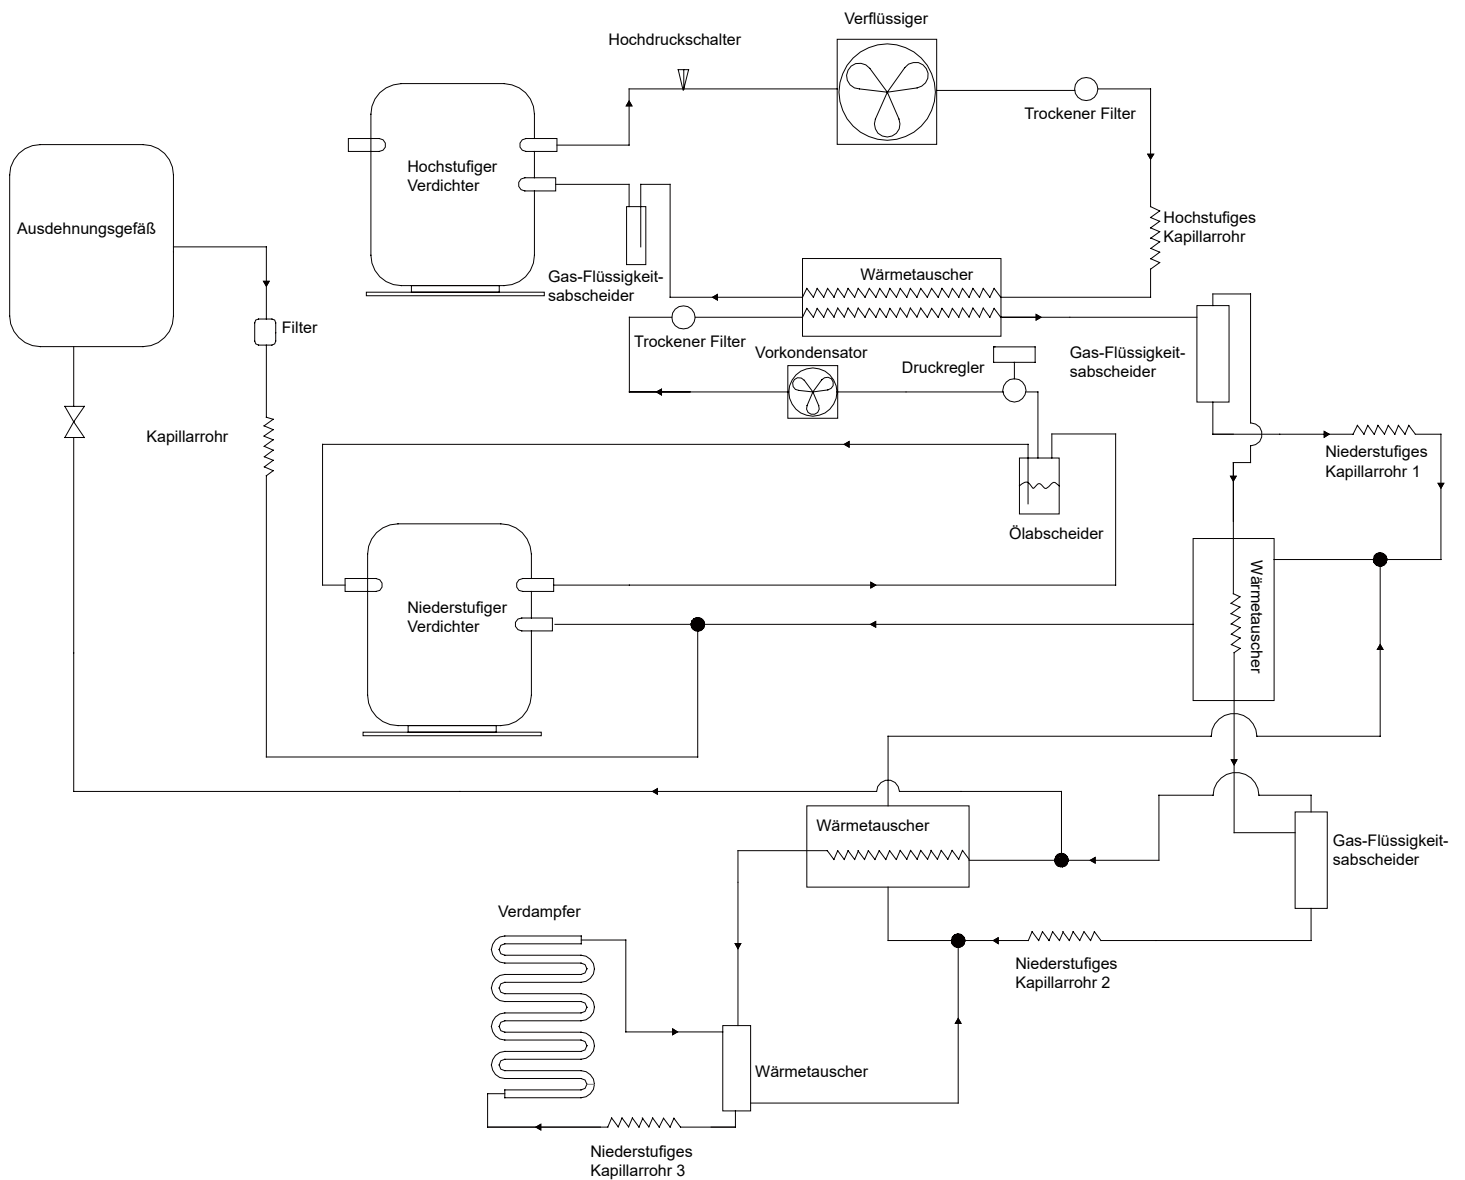 Verflüssiger
Hochdruckschalter
Trockener Filter
Hochstufiger
Verdichter
Ausdehnungsgefäß
Hochstufiges
Kapillarrohr
Gas-Flüssigkeit-
sabscheider
Wärmetauscher
Filter
Trockener Filter
Vorkondensator
Druckregler
Gas-Flüssigkeit-
sabscheider
Kapillarrohr
Niederstufiges
Kapillarrohr 1
Ölabscheider
Niederstufiger
Verdichter
Wärmetauscher
Wärmetauscher
Gas-Flüssigkeit-
sabscheider
Verdampfer
Niederstufiges
Kapillarrohr 2
Wärmetauscher
Niederstufiges
Kapillarrohr 3